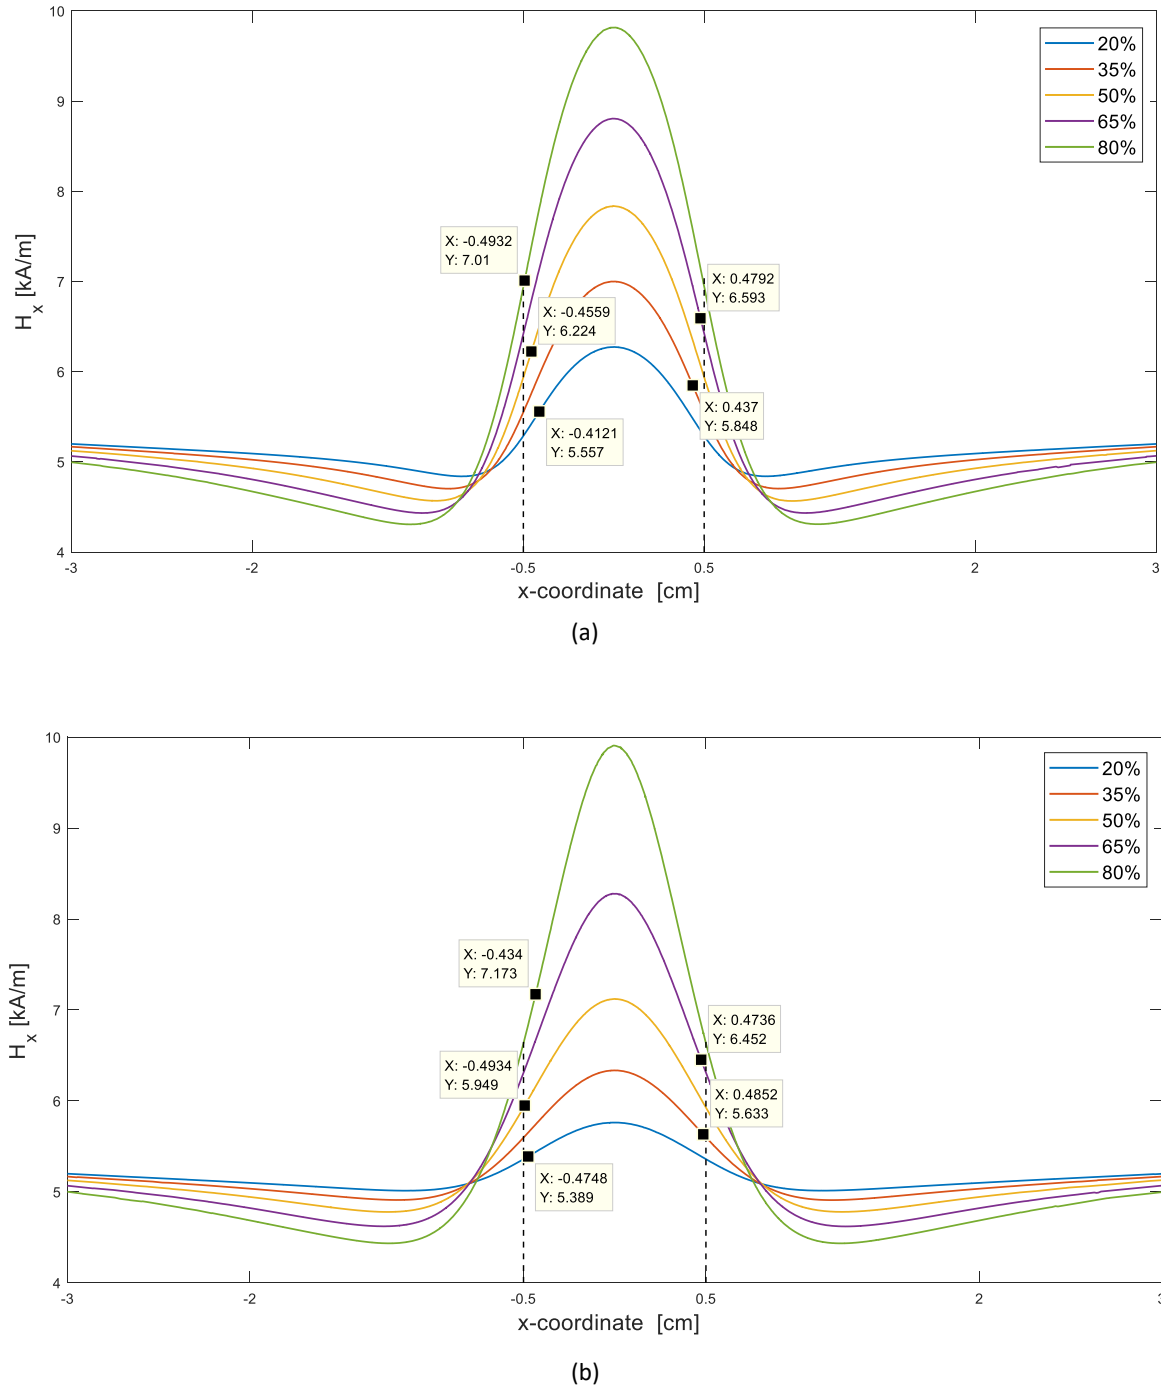 10
9
8
7
6
5
4
H_x [kA/m]
20%
35%
50%
65%
80%
X: -0.4932
Y: 7.01
X: -0.4559
Y: 6.224
X: -0.4121
Y: 5.557
X: 0.4792
Y: 6.593
X: 0.437
Y: 5.848
-3
-2
-0.5
0.5
2
3
x-coordinate [cm]
(a)
10
9
8
7
6
5
4
H_x [kA/m]
20%
35%
50%
65%
80%
X: -0.434
Y: 7.173
X: -0.4934
Y: 5.949
X: -0.4748
Y: 5.389
X: 0.4736
Y: 6.452
X: 0.4852
Y: 5.633
-3
-2
-0.5
0.5
2
3
x-coordinate [cm]
(b)